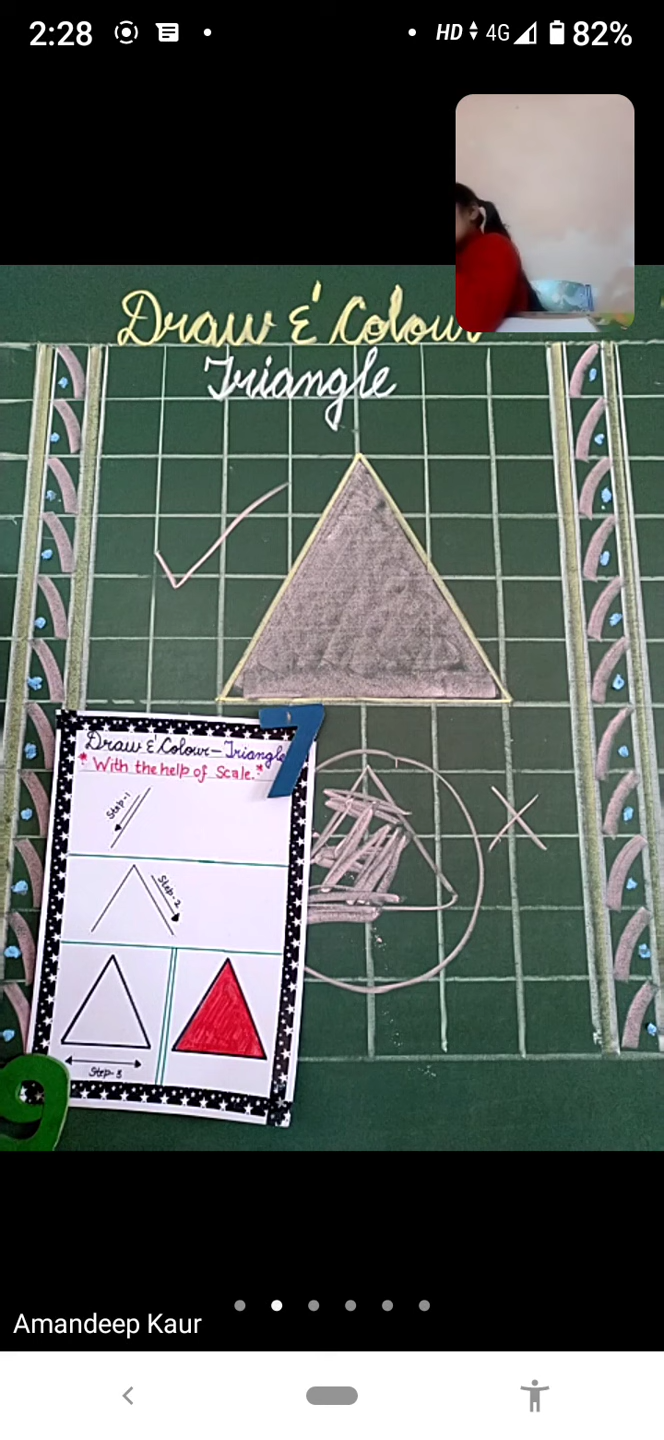 2:28
HD 4G 82%
Draw & Colour
Triangle
7
Draw & Colour - Triangle
* With the help of Scale. *
Step-1
Step-2
Step-3
9
Amandeep Kaur